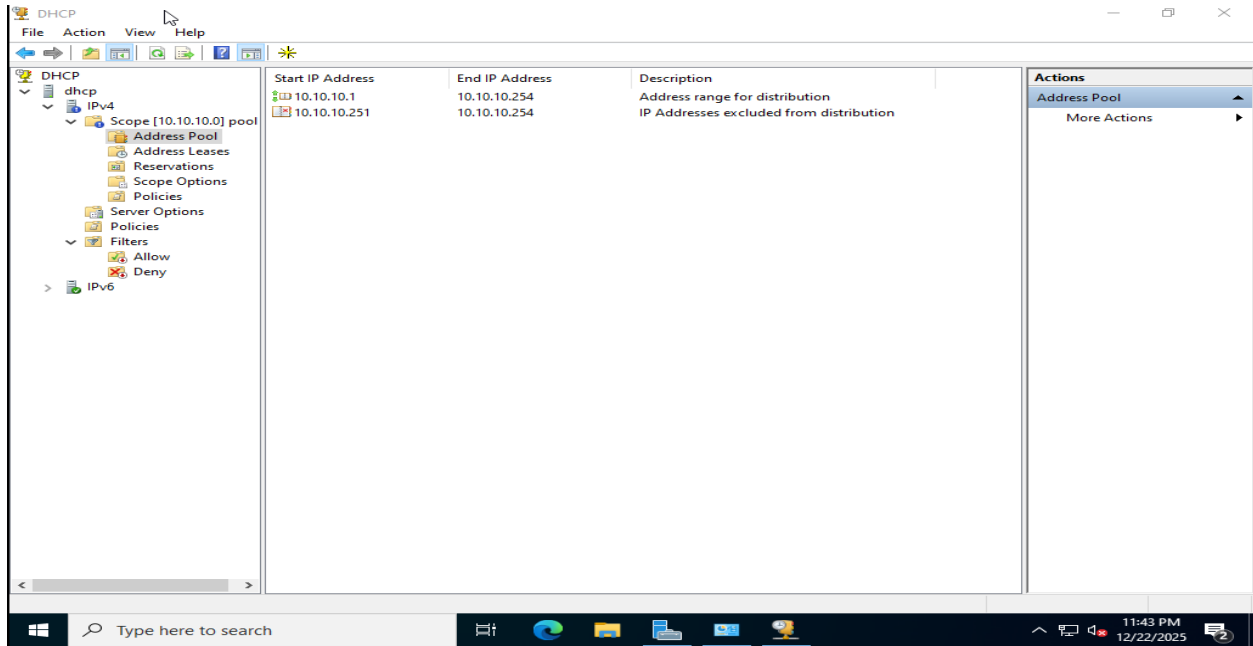 DHCP
File Action View Help
DHCP
dhcp
IPv4
Scope [10.10.10.0] pool
Address Pool
Address Leases
Reservations
Scope Options
Policies
Server Options
Policies
Filters
Allow
Deny
IPv6
Start IP Address End IP Address Description
10.10.10.1 10.10.10.254 Address range for distribution
10.10.10.251 10.10.10.254 IP Addresses excluded from distribution
Actions
Address Pool
More Actions
Type here to search
11:43 PM
12/22/2025
2